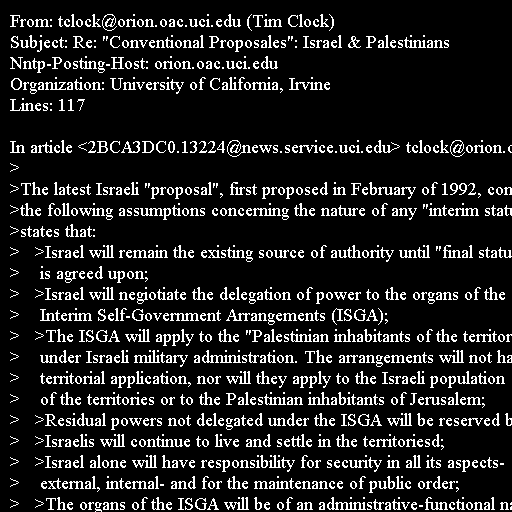 From: tclock@orion.oac.uci.edu (Tim Clock)
Subject: Re: "Conventional Proposales": Israel & Palestinians
Nntp-Posting-Host: orion.oac.uci.edu
Organization: University of California, Irvine
Lines: 117

In article <2BCA3DC0.13224@news.service.uci.edu> tclock@orion.o
>
>The latest Israeli "proposal", first proposed in February of 1992, con
>the following assumptions concerning the nature of any "interim statu
>states that:
>   >Israel will remain the existing source of authority until "final statu
>    is agreed upon;
>   >Israel will negiotiate the delegation of power to the organs of the
>    Interim Self-Government Arrangements (ISGA);
>   >The ISGA will apply to the "Palestinian inhabitants of the territor
>    under Israeli military administration. The arrangements will not ha
>    territorial application, nor will they apply to the Israeli population
>    of the territories or to the Palestinian inhabitants of Jerusalem;
>   >Residual powers not delegated under the ISGA will be reserved b
>   >Israelis will continue to live and settle in the territoriesd;
>   >Israel alone will have responsibility for security in all its aspects-
>    external, internal- and for the maintenance of public order;
>   >The organs of the ISGA will be of an administrative-functional na